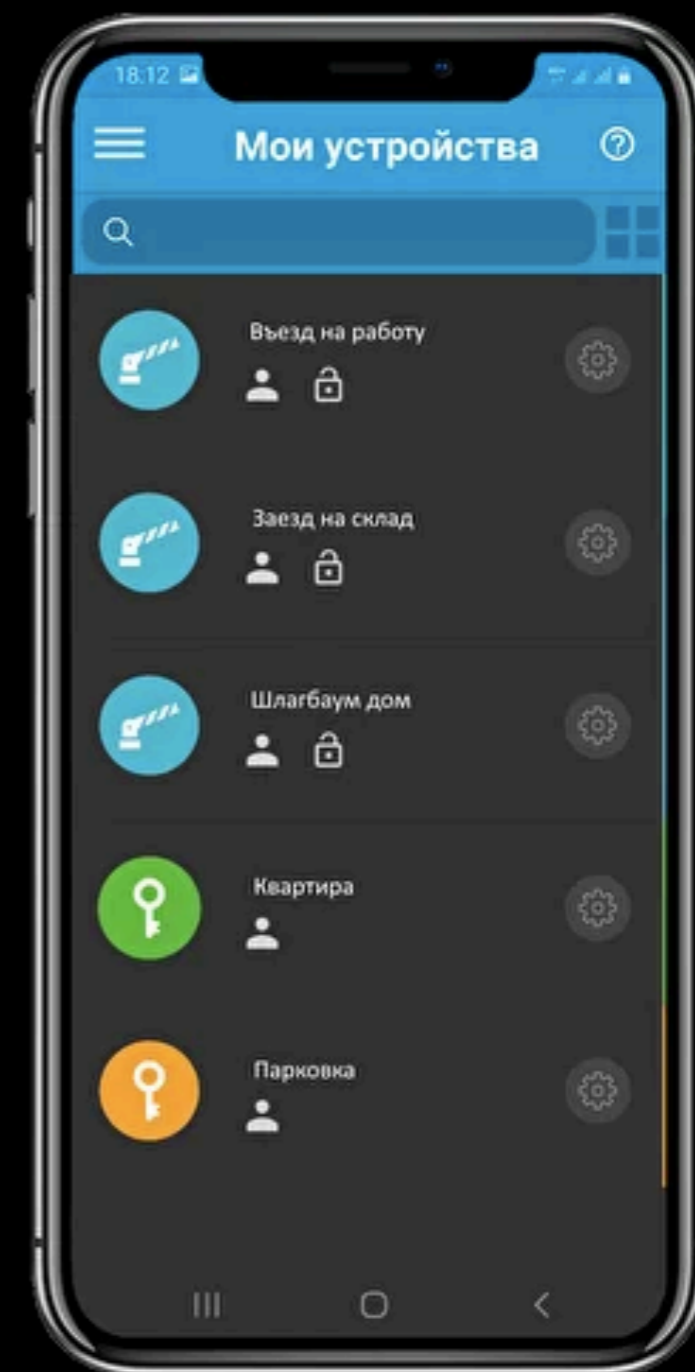 18.12
Мои устройства
Въезд на работу
Заезд на склад
Шлагбаум дом
Квартира
Парковка